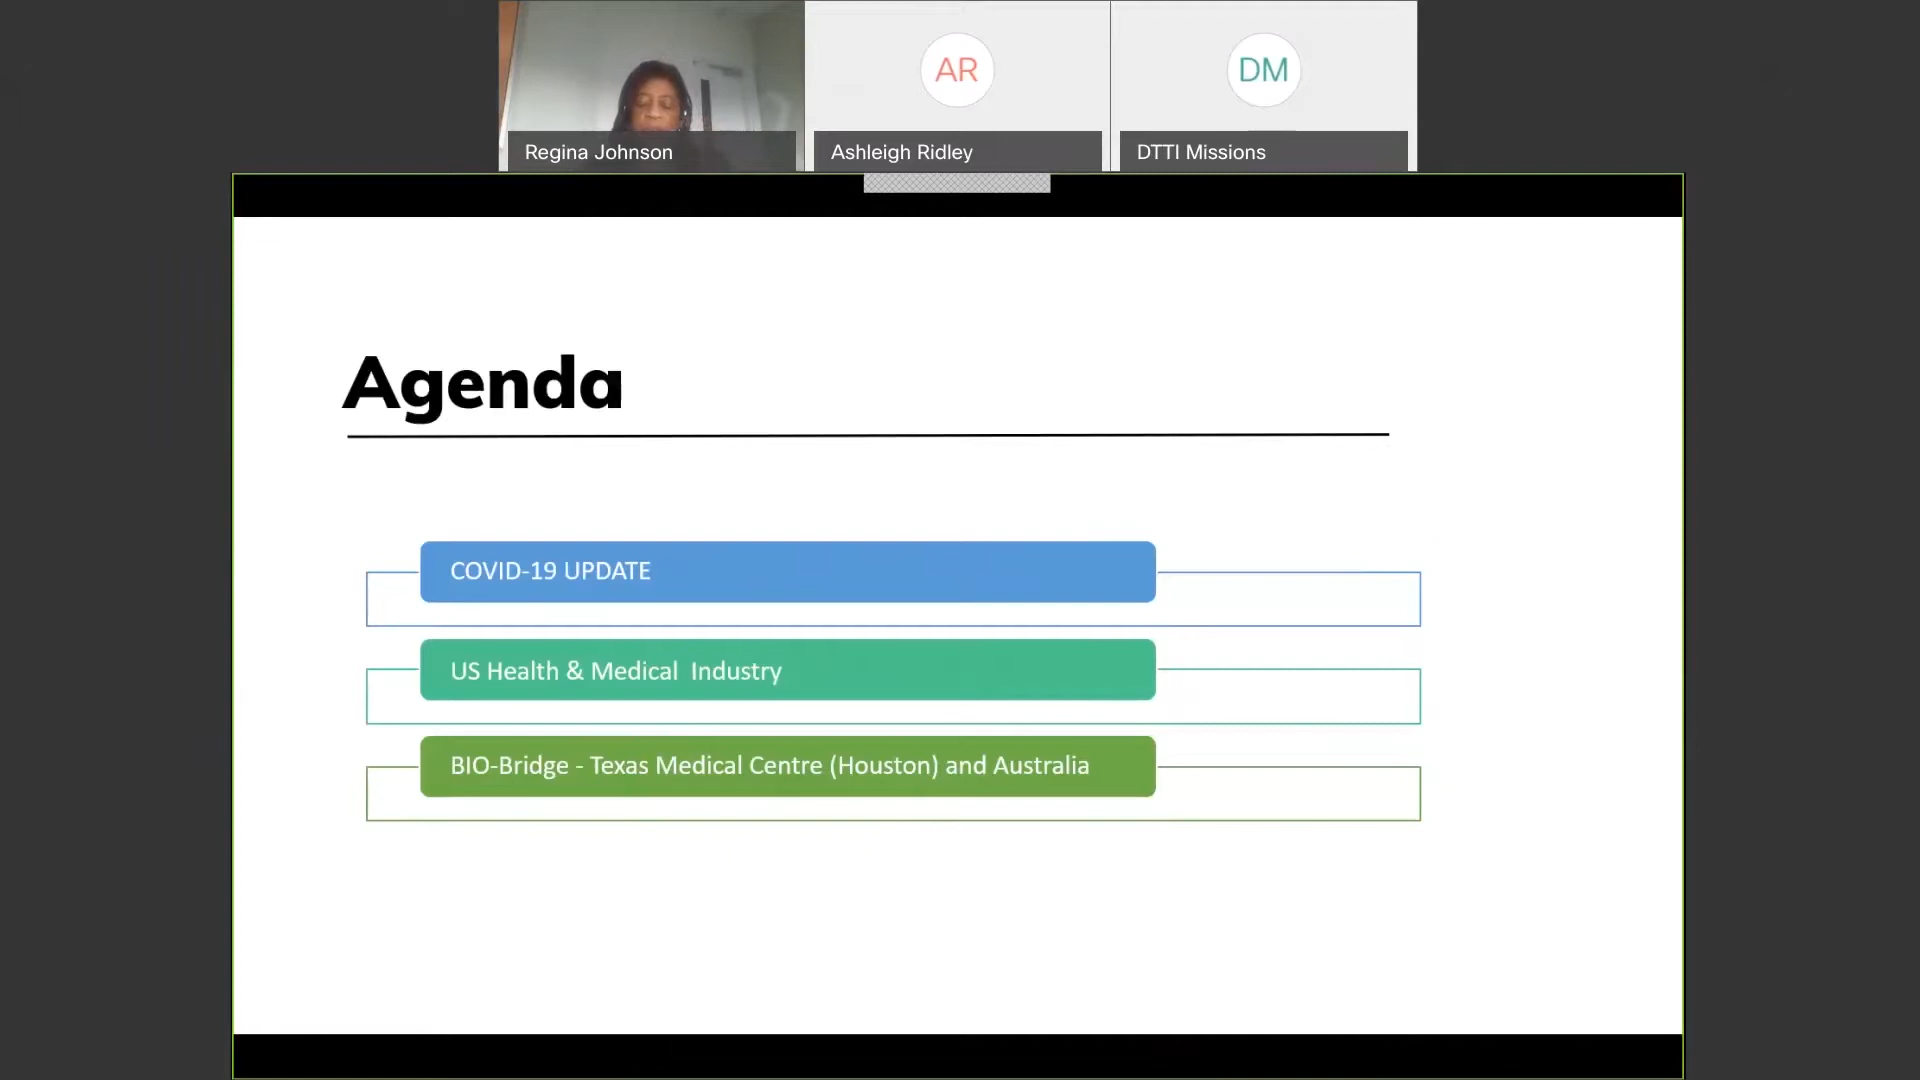 AR
DM
Regina Johnson
Ashleigh Ridley
DTTI Missions
Agenda
COVID-19 UPDATE
US Health & Medical  Industry
BIO-Bridge - Texas Medical Centre (Houston) and Australia